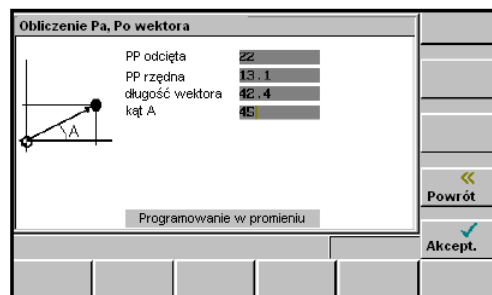 Obliczenie Pa, Po wektora
PP odcięta 22
PP rzędna 13.1
długość wektora 42.4
kąt A 45
A
Programowanie w promieniu
Powrót
Akcept.